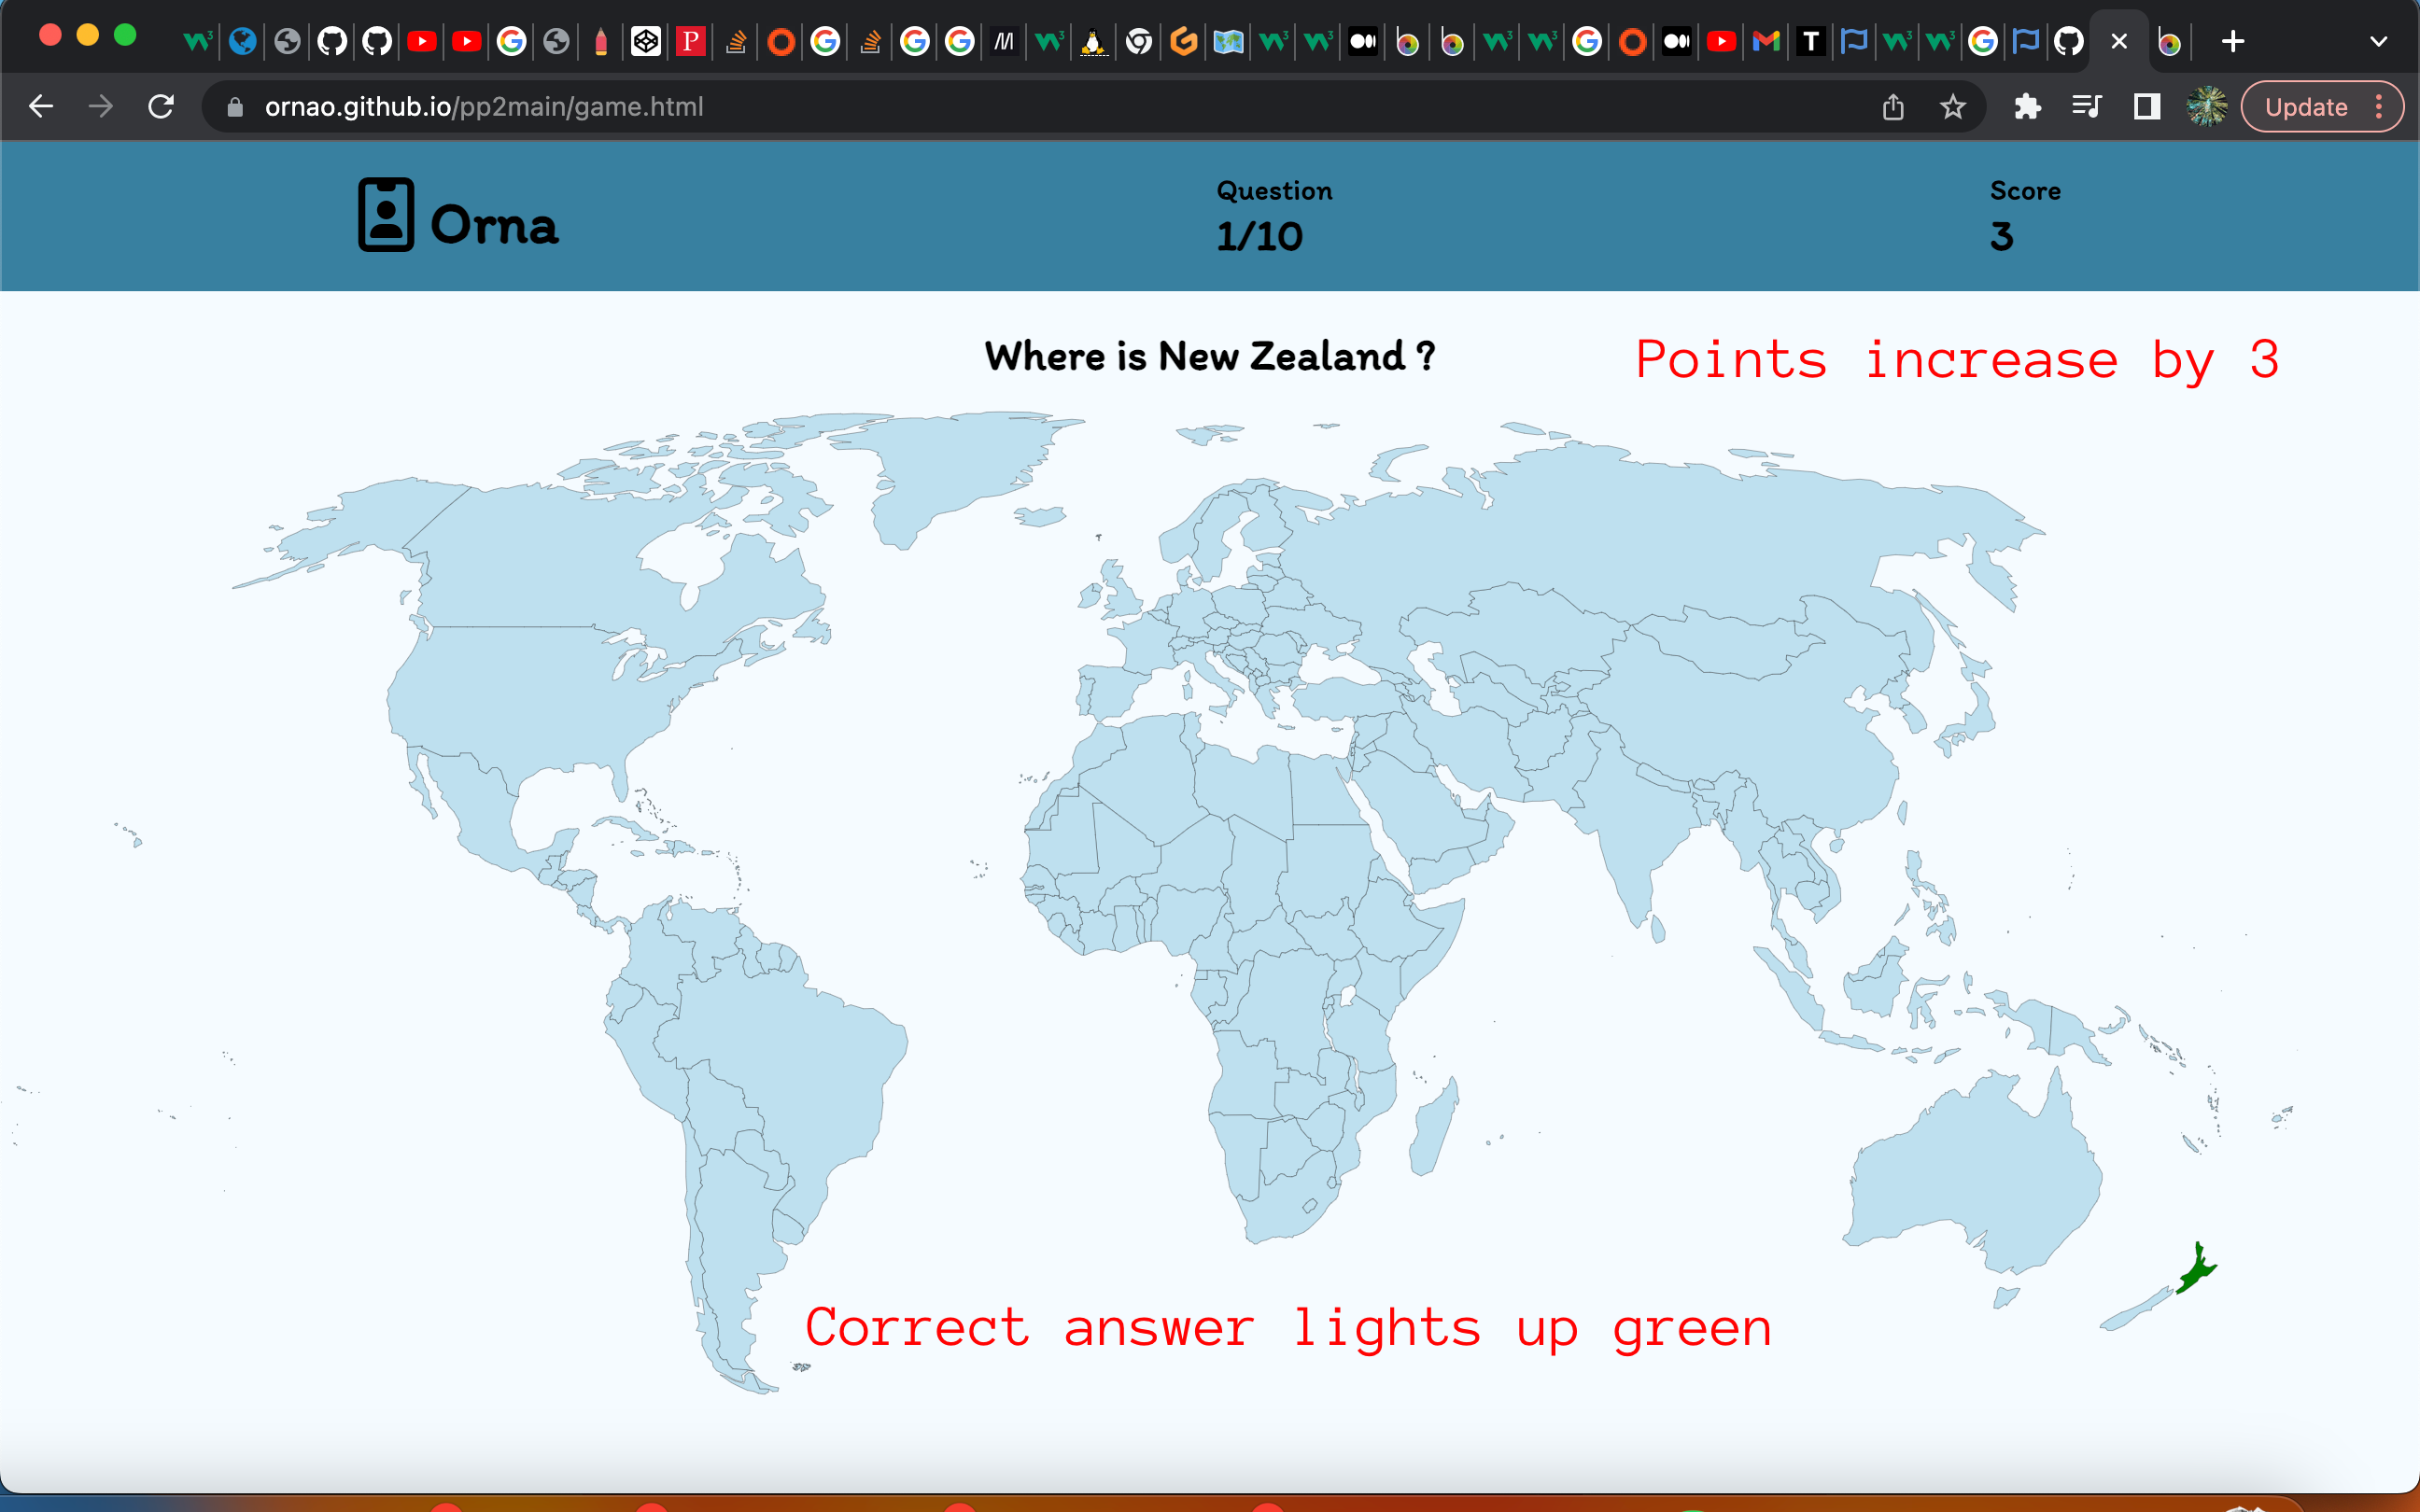 ornao.github.io/pp2main/game.html
Update
Orna
Question
1/10
Score
3
Where is New Zealand ?
Points increase by 3
Correct answer lights up green